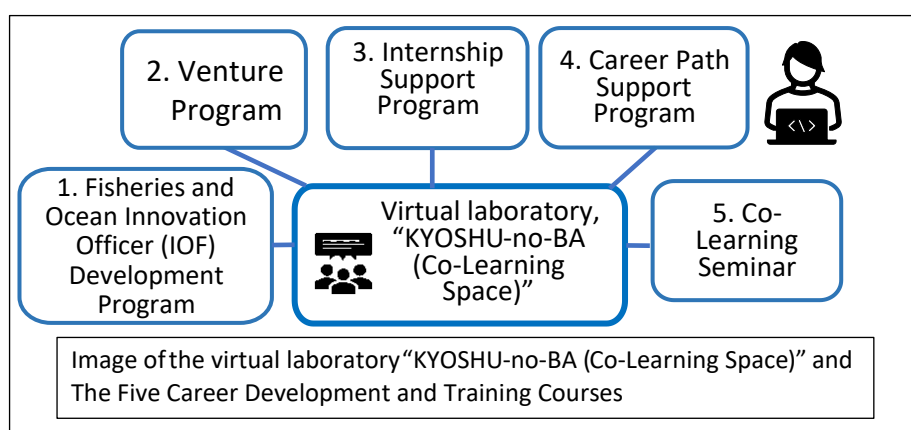 2. Venture
Program
3. Internship
Support
Program
4. Career Path
Support
Program
1. Fisheries and
Ocean Innovation
Officer (IOF)
Development
Program
Virtual laboratory,
“KYOSHU-no-BA
(Co-Learning
Space)”
5. Co-
Learning
Seminar
Image of the virtual laboratory “KYOSHU-no-BA (Co-Learning Space)” and
The Five Career Development and Training Courses